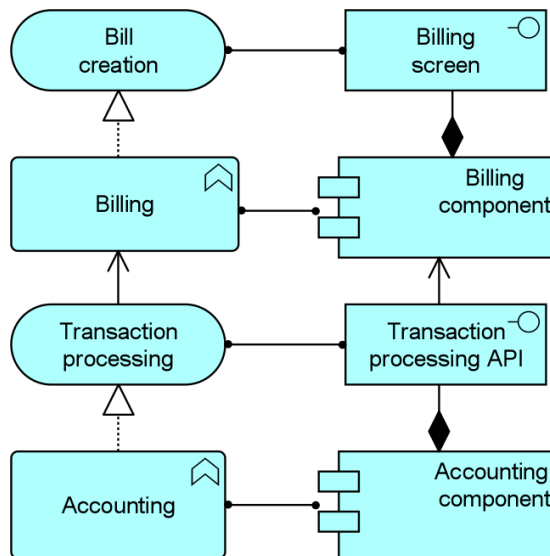 Bill
creation
Billing
screen
Billing
Billing
component
Transaction
processing
Transaction
processing API
Accounting
Accounting
component